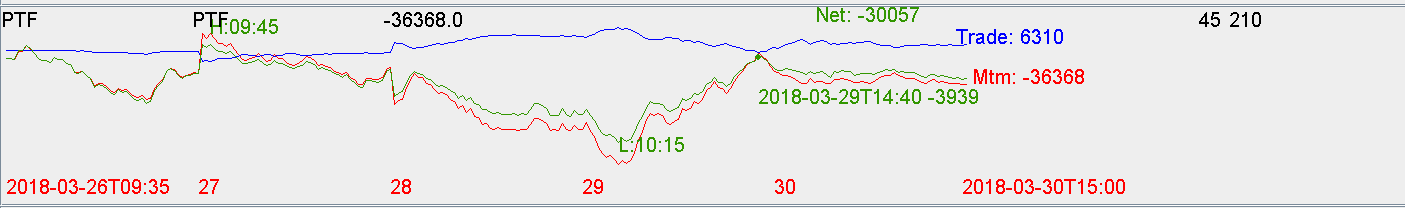 PTF PTF -36368.0 Net: -30057 45 210
H:09:45
Trade: 6310
Mtm: -36368
2018-03-29T14:40 -3939
L:10:15
2018-03-26T09:35 27 28 29 30 2018-03-30T15:00